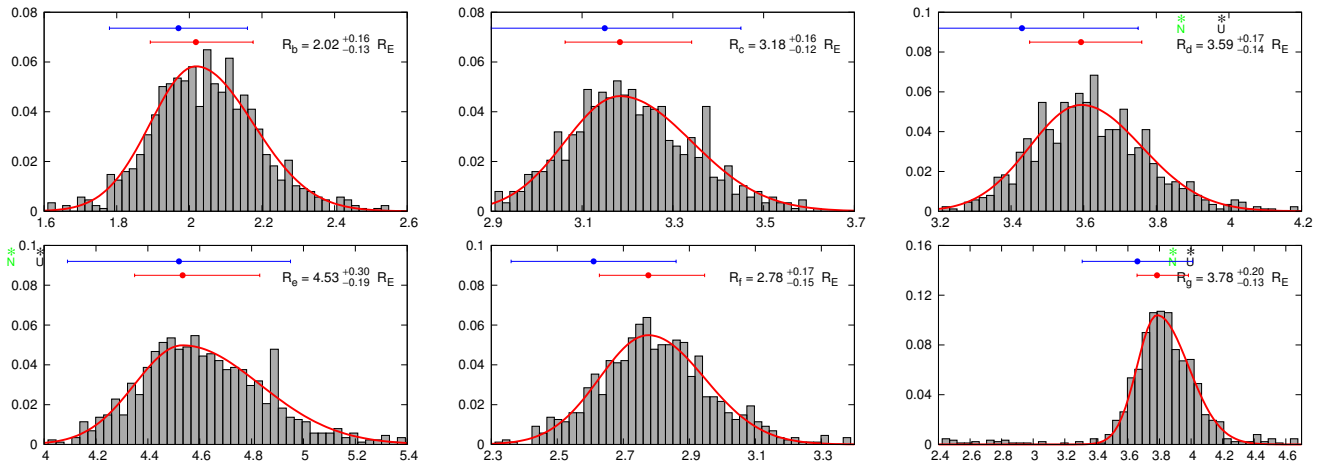 0.08
0.06
0.04
0.02
0
R_b = 2.02 +0.16 −0.13 R_E
1.6 1.8 2 2.2 2.4 2.6
0.08
0.06
0.04
0.02
0
R_c = 3.18 +0.16 −0.12 R_E
2.9 3.1 3.3 3.5 3.7
0.1
0.08
0.06
0.04
0.02
0
* *
N U
R_d = 3.59 +0.17 −0.14 R_E
3.2 3.4 3.6 3.8 4 4.2
* *
N U
0.1
0.08
0.06
0.04
0.02
0
R_e = 4.53 +0.30 −0.19 R_E
4 4.2 4.4 4.6 4.8 5 5.2 5.4
0.1
0.08
0.06
0.04
0.02
0
R_f = 2.78 +0.17 −0.15 R_E
2.3 2.5 2.7 2.9 3.1 3.3
0.16
0.12
0.08
0.04
0
* *
N U
R_g = 3.78 +0.20 −0.13 R_E
2.4 2.6 2.8 3 3.2 3.4 3.6 3.8 4 4.2 4.4 4.6